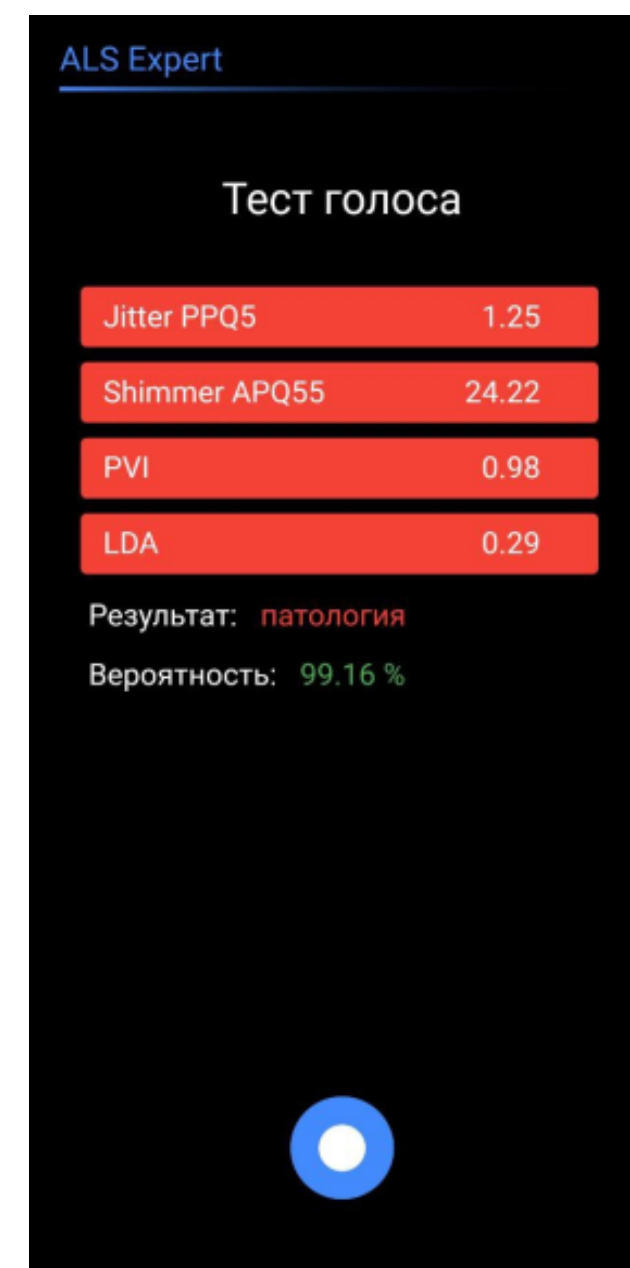 ALS Expert
Тест голоса
Jitter PPQ5 1.25
Shimmer APQ55 24.22
PVI 0.98
LDA 0.29
Результат: патология
Вероятность: 99.16 %